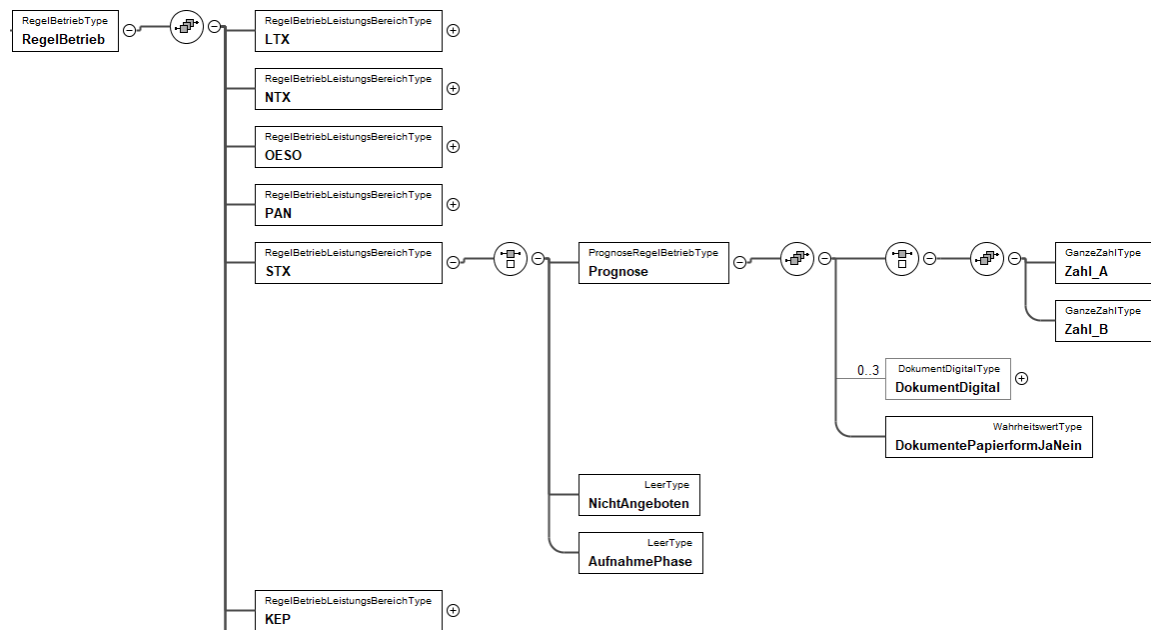 RegelBetriebType
RegelBetrieb
RegelBetriebLeistungsBereichType
LTX
RegelBetriebLeistungsBereichType
NTX
RegelBetriebLeistungsBereichType
OESO
RegelBetriebLeistungsBereichType
PAN
RegelBetriebLeistungsBereichType
STX
PrognoseRegelBetriebType
Prognose
GanzeZahlType
Zahl_A
GanzeZahlType
Zahl_B
0..3
DokumentDigitalType
DokumentDigital
WahrheitswertType
DokumentePapierformJaNein
LeerType
NichtAngeboten
LeerType
AufnahmePhase
RegelBetriebLeistungsBereichType
KEP